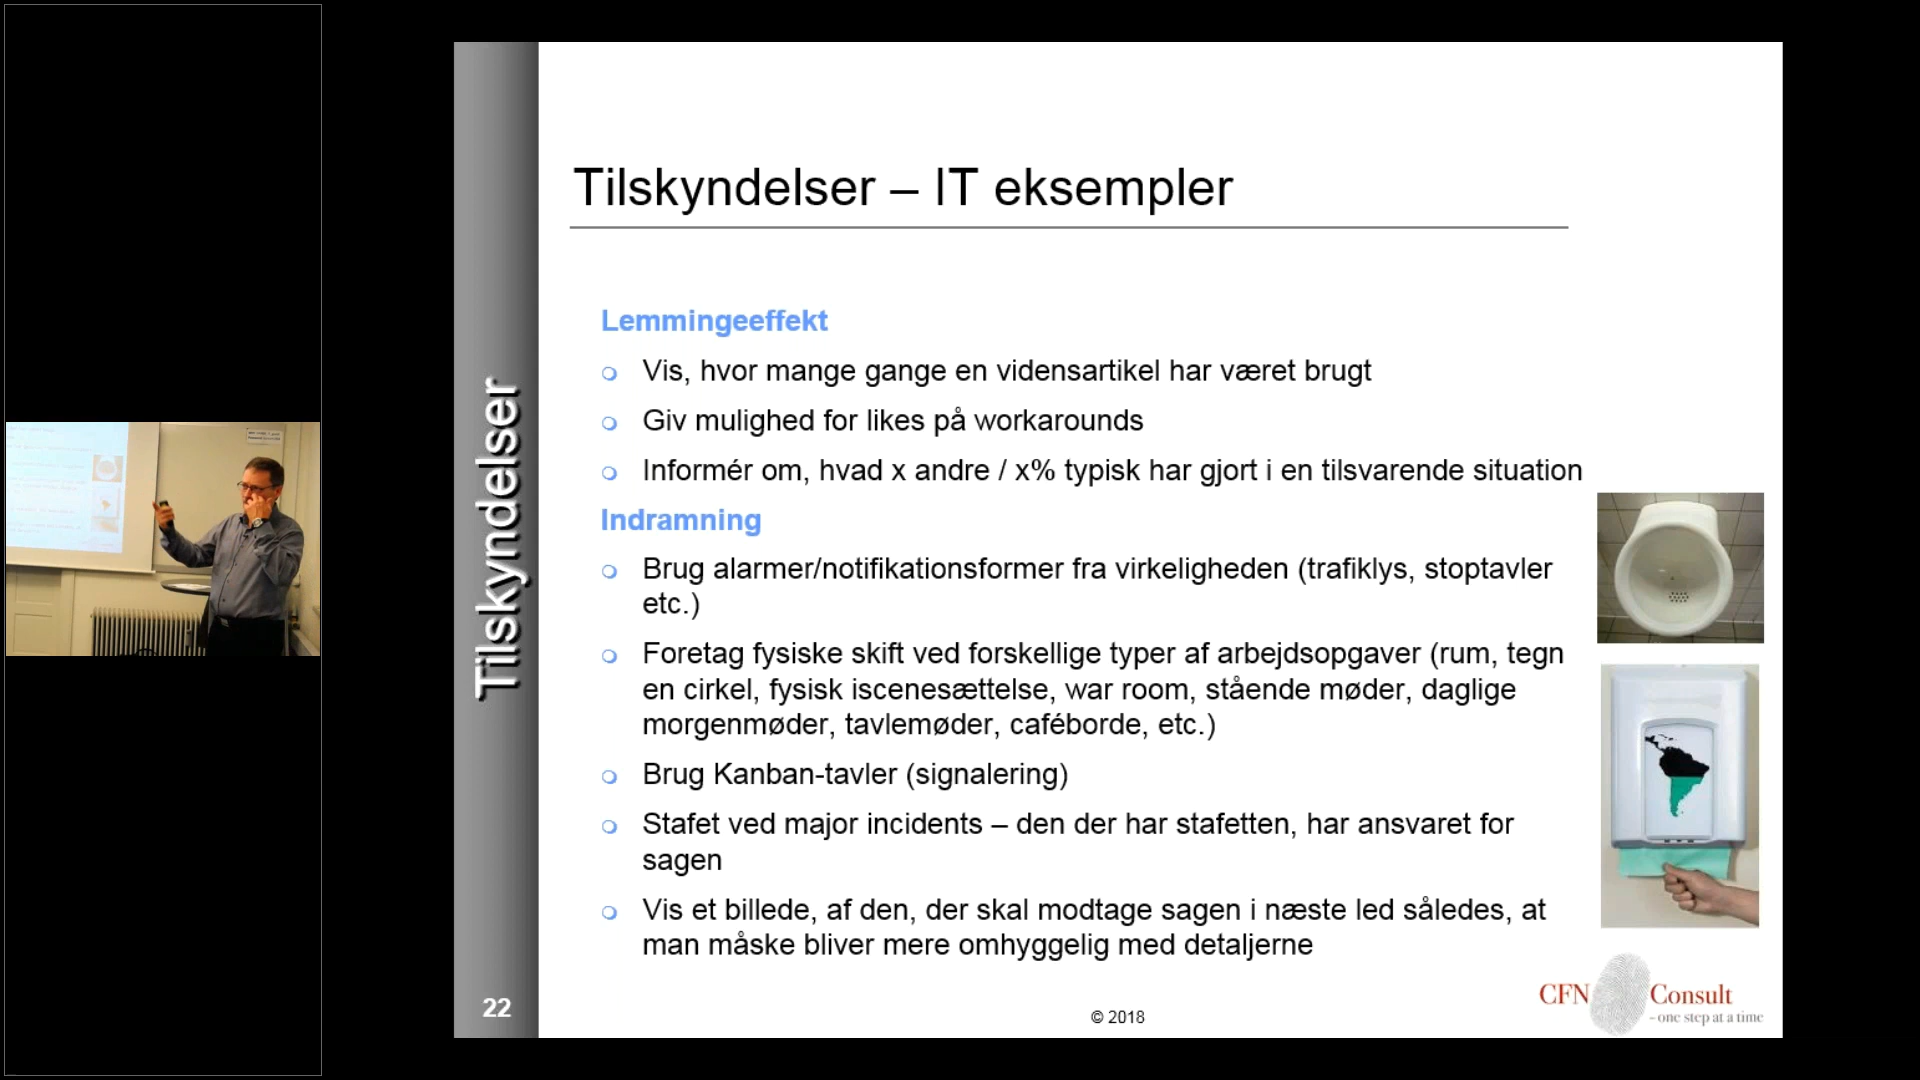 Tilskyndelser – IT eksempler
Lemmingeeffekt
Vis, hvor mange gange en vidensartikel har været brugt
Giv mulighed for likes på workarounds
Informér om, hvad x andre / x% typisk har gjort i en tilsvarende situation
Indramning
Brug alarmer/notifikationsformer fra virkeligheden (trafiklys, stoptavler
etc.)
Foretag fysiske skift ved forskellige typer af arbejdsopgaver (rum, tegn
en cirkel, fysisk iscenesættelse, war room, stående møder, daglige
morgenmøder, tavlemøder, caféborde, etc.)
Brug Kanban-tavler (signalering)
Stafet ved major incidents – den der har stafetten, har ansvaret for
sagen
Vis et billede, af den, der skal modtage sagen i næste led således, at
man måske bliver mere omhyggelig med detaljerne
Tilskyndelser
22
© 2018
CFN Consult
- one step at a time